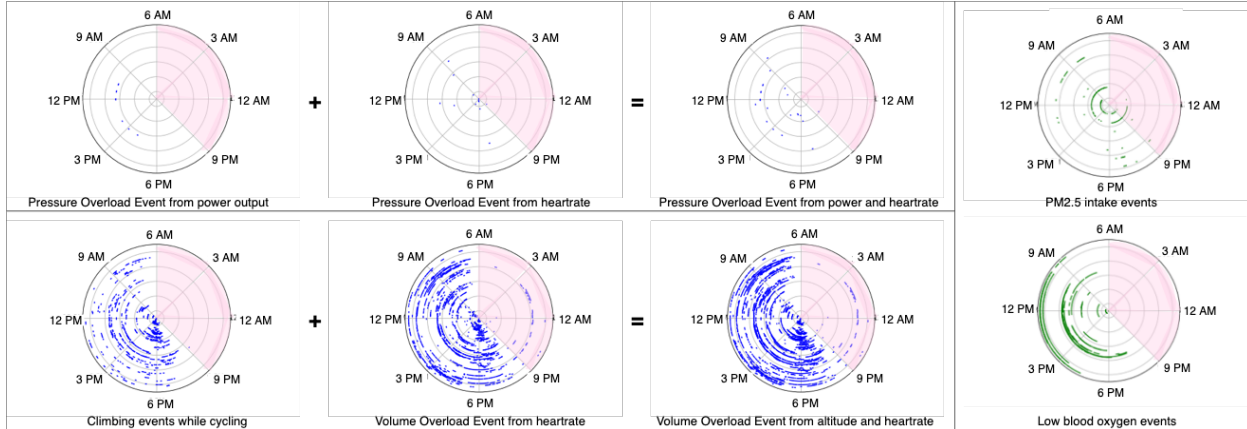 6 AM
9 AM
3 AM
12 PM
12 AM
3 PM
9 PM
6 PM
Pressure Overload Event from power output
+
6 AM
9 AM
3 AM
12 PM
12 AM
3 PM
9 PM
6 PM
Pressure Overload Event from heartrate
=
6 AM
9 AM
3 AM
12 PM
12 AM
3 PM
9 PM
6 PM
Pressure Overload Event from power and heartrate
6 AM
9 AM
3 AM
12 PM
12 AM
3 PM
9 PM
6 PM
PM2.5 intake events
6 AM
9 AM
3 AM
12 PM
12 AM
3 PM
9 PM
6 PM
Climbing events while cycling
+
6 AM
9 AM
3 AM
12 PM
12 AM
3 PM
9 PM
6 PM
Volume Overload Event from heartrate
=
6 AM
9 AM
3 AM
12 PM
12 AM
3 PM
9 PM
6 PM
Volume Overload Event from altitude and heartrate
6 AM
9 AM
3 AM
12 PM
12 AM
3 PM
9 PM
6 PM
Low blood oxygen events